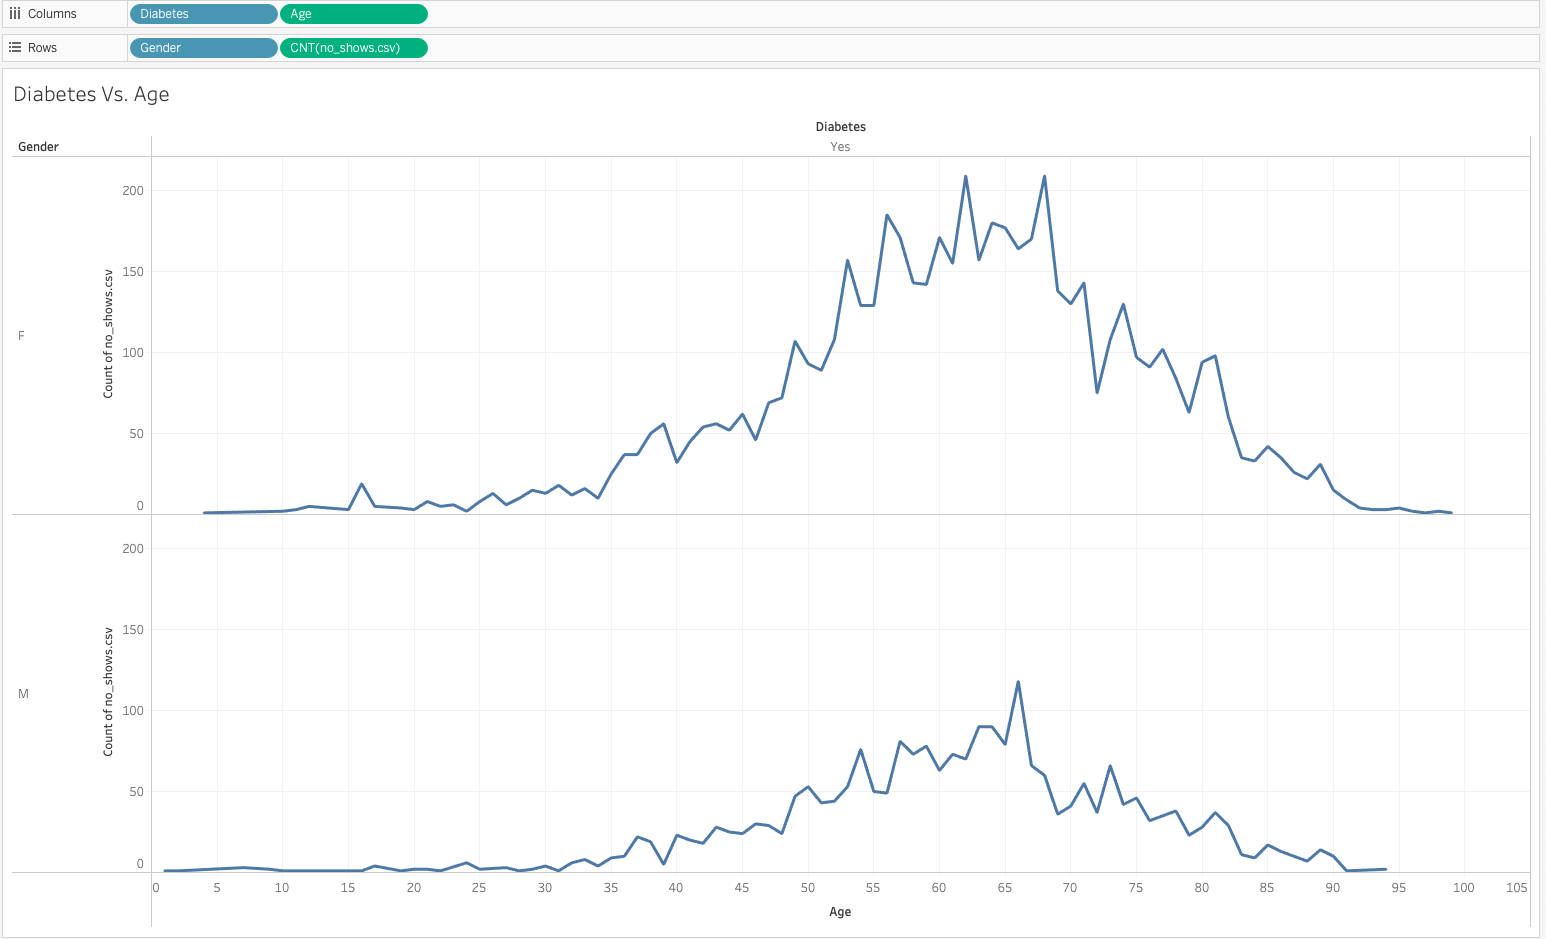 Columns Diabetes Age
Rows Gender CNT(no_shows.csv)
Diabetes Vs. Age
Diabetes
Gender Yes
200
150
100
50
0
Count of no_shows.csv
F
200
150
100
50
0
Count of no_shows.csv
M
0 5 10 15 20 25 30 35 40 45 50 55 60 65 70 75 80 85 90 95 100 105
Age